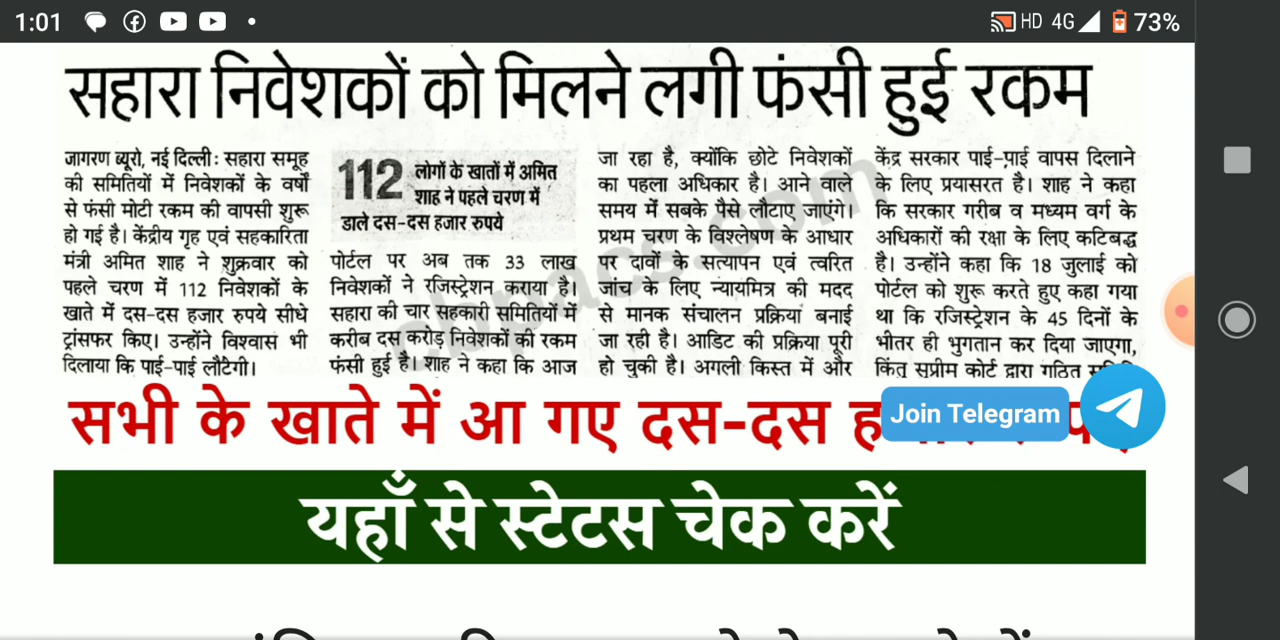 1:01
HD 4G 73%
सहारा निवेशकों को मिलने लगी फंसी हुई रकम
जागरण ब्यूरो, नई दिल्ली: सहारा समूह
की समितियों में निवेशकों के वर्षों
से फंसी मोटी रकम की वापसी शुरू
हो गई है। केंद्रीय गृह एवं सहकारिता
मंत्री अमित शाह ने शुक्रवार को
पहले चरण में 112 निवेशकों के
खाते में दस-दस हजार रुपये सीधे
ट्रांसफर किए। उन्होंने विश्वास भी
दिलाया कि पाई-पाई लौटेगी।
112 लोगों के खातों में अमित
शाह ने पहले चरण में
डाले दस-दस हजार रुपये
पोर्टल पर अब तक 33 लाख
निवेशकों ने रजिस्ट्रेशन कराया है।
सहारा की चार सहकारी समितियों में
करीब दस करोड़ निवेशकों की रकम
फंसी हुई है। शाह ने कहा कि आज
जा रहा है, क्योंकि छोटे निवेशकों
का पहला अधिकार है। आने वाले
समय में सबके पैसे लौटाए जाएंगे।
प्रथम चरण के विश्लेषण के आधार
पर दावों के सत्यापन एवं त्वरित
जांच के लिए न्यायमित्र की मदद
से मानक संचालन प्रक्रिया बनाई
जा रही है। आडिट की प्रक्रिया पूरी
हो चुकी है। अगली किस्त में और
केंद्र सरकार पाई-पाई वापस दिलाने
के लिए प्रयासरत है। शाह ने कहा
कि सरकार गरीब व मध्यम वर्ग के
अधिकारों की रक्षा के लिए कटिबद्ध
है। उन्होंने कहा कि 18 जुलाई को
पोर्टल को शुरू करते हुए कहा गया
था कि रजिस्ट्रेशन के 45 दिनों के
भीतर ही भुगतान कर दिया जाएगा,
किंतु सुप्रीम कोर्ट द्वारा गठित
cbpacs.com
सभी के खाते में आ गए दस-दस
Join Telegram
यहाँ से स्टेटस चेक करें